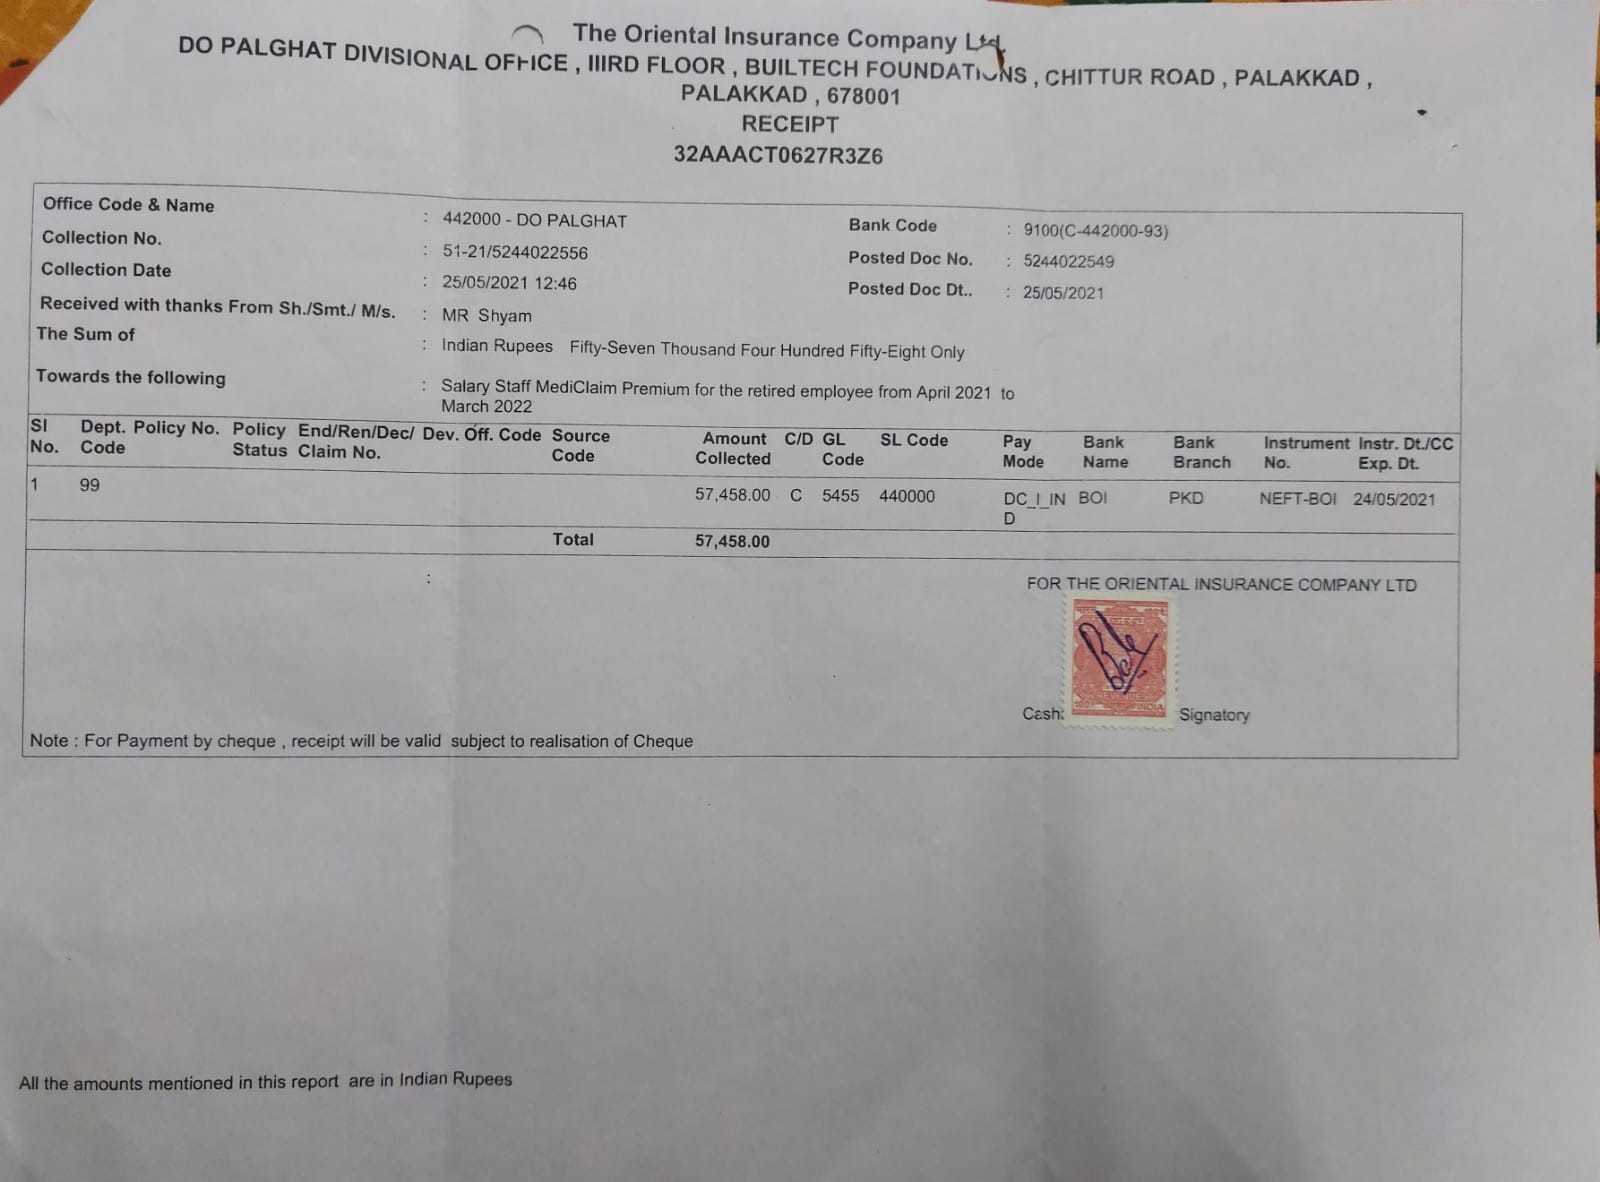 The Oriental Insurance Company Ltd.
DO PALGHAT DIVISIONAL OFFICE , IIIRD FLOOR , BUILTECH FOUNDATIONS , CHITTUR ROAD , PALAKKAD ,
PALAKKAD , 678001
RECEIPT
32AAACT0627R3Z6
Office Code & Name : 442000 - DO PALGHAT Bank Code : 9100(C-442000-93)
Collection No. : 51-21/5244022556 Posted Doc No. : 5244022549
Collection Date : 25/05/2021 12:46 Posted Doc Dt.. : 25/05/2021
Received with thanks From Sh./Smt./ M/s. : MR Shyam
The Sum of : Indian Rupees Fifty-Seven Thousand Four Hundred Fifty-Eight Only
Towards the following : Salary Staff MediClaim Premium for the retired employee from April 2021 to
March 2022
SI Dept. Policy No. Policy End/Ren/Dec/ Dev. Off. Code Source Amount C/D GL SL Code Pay Bank Bank Instrument Instr. Dt./CC
No. Code Status Claim No. Code Collected Code Mode Name Branch No. Exp. Dt.
1 99 57,458.00 C 5455 440000 DC_I_IN BOI PKD NEFT-BOI 24/05/2021
D
Total 57,458.00
:
FOR THE ORIENTAL INSURANCE COMPANY LTD
REVENUE
INDIA
Cash: Signatory
Note : For Payment by cheque , receipt will be valid subject to realisation of Cheque
All the amounts mentioned in this report are in Indian Rupees